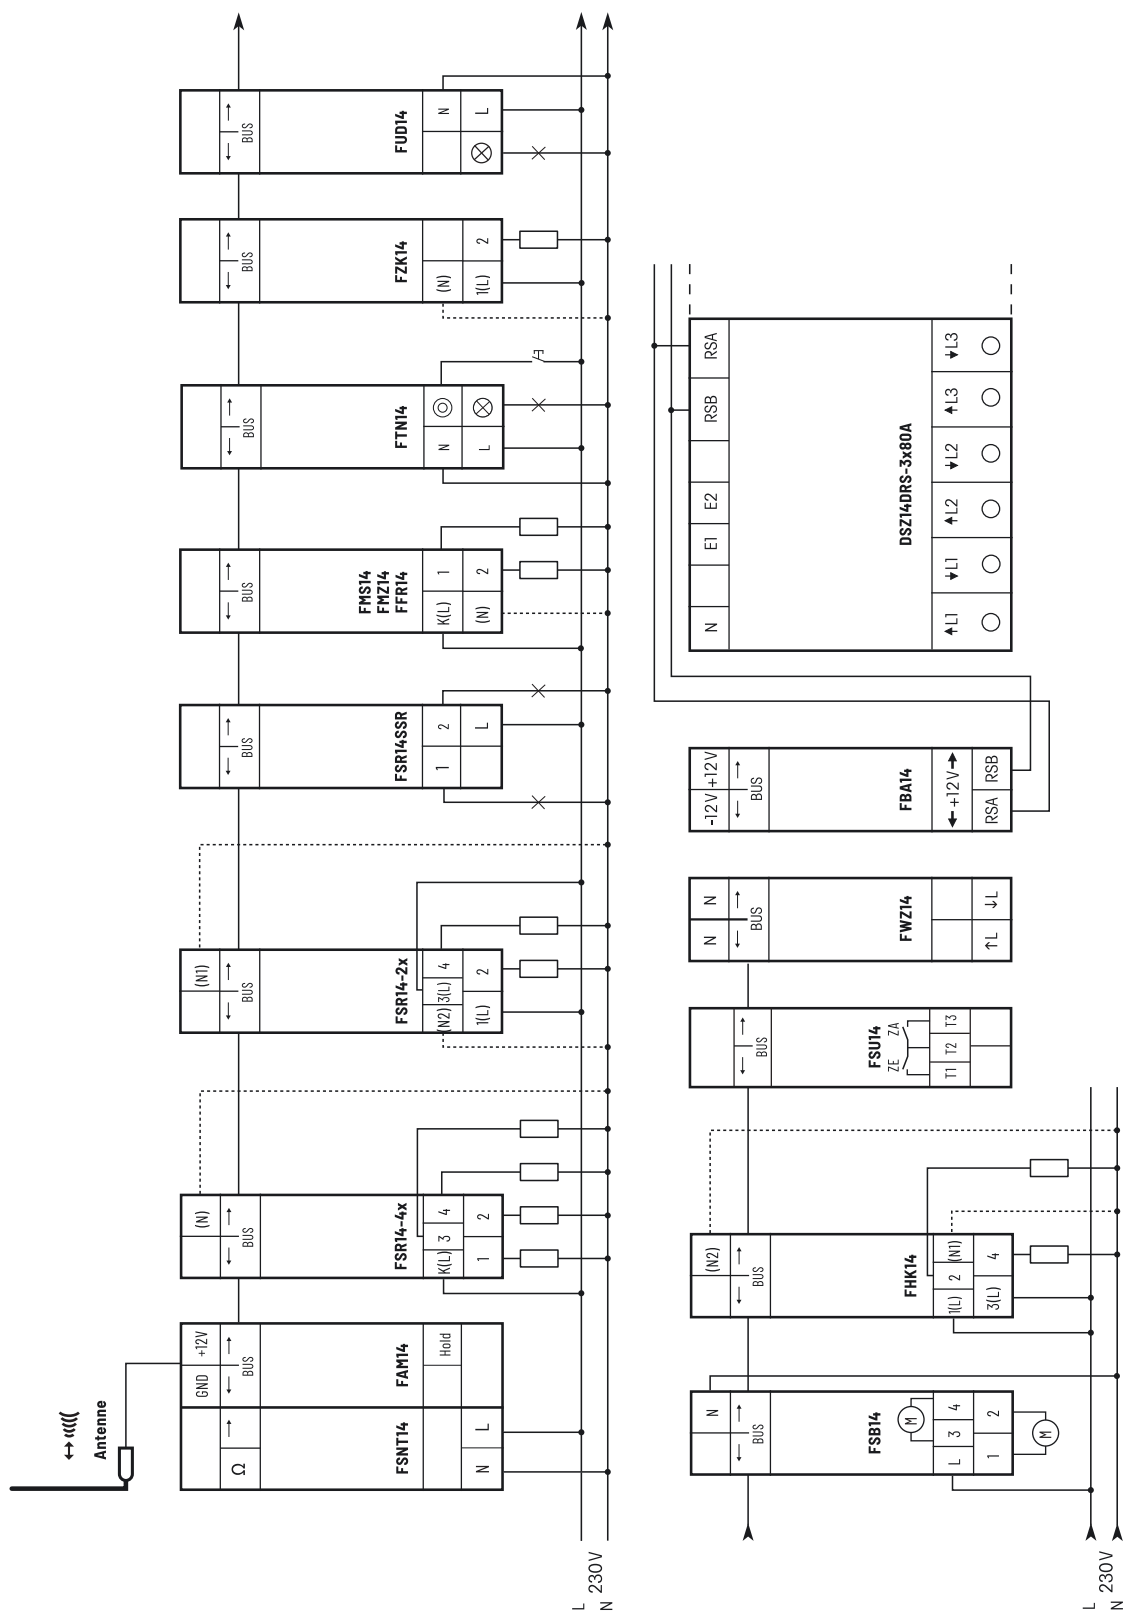 Antenne
Ω
FSNT14
N
L
GND
+12V
BUS
FAM14
Hold
(N)
BUS
FSR14-4x
K(L)
3
4
1
2
(N1)
BUS
FSR14-2x
(N2)
3(L)
4
1(L)
2
BUS
FSR14SSR
1
2
L
BUS
FMS14
FMZ14
FFR14
K(L)
1
(N)
2
BUS
FTN14
N
L
BUS
FZK14
(N)
1(L)
2
BUS
FUD14
N
L
L
230V
N
N
BUS
FSB14
M
L
3
4
1
2
M
(N2)
BUS
FHK14
1(L)
2
(N1)
3(L)
4
BUS
FSU14
ZE
ZA
T1
T2
T3
N
N
BUS
FWZ14
↑L
↓L
-12V
+12V
BUS
FBA14
+12V
RSA
RSB
N
E1
E2
RSB
RSA
DSZ14DRS-3x80A
L1
L1
L2
L2
L3
L3
L
230V
N